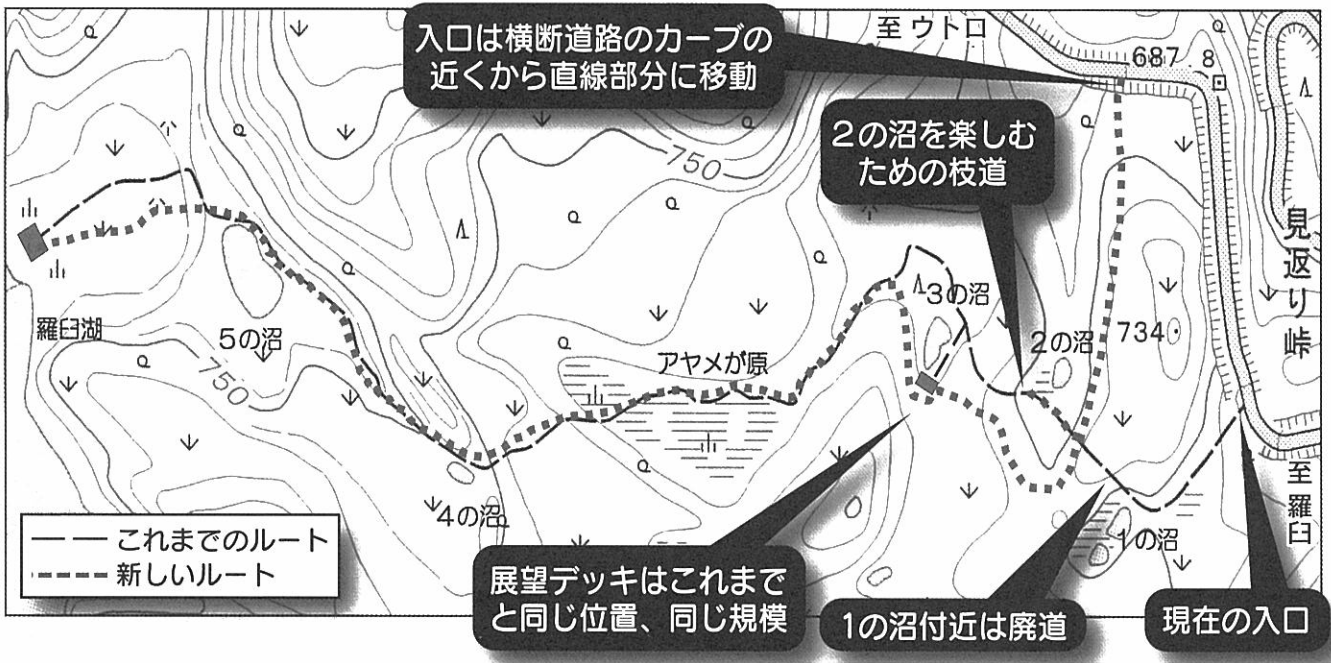 入口は横断道路のカーブの
近くから直線部分に移動
至 ウトロ
687.8
2の沼を楽しむ
ための枝道
750
見返り峠
3の沼
2の沼
734
羅臼湖
5の沼
750
アヤメが原
4の沼
1の沼
至 羅臼
これまでのルート
新しいルート
展望デッキはこれまで
と同じ位置、同じ規模
1の沼付近は廃道
現在の入口